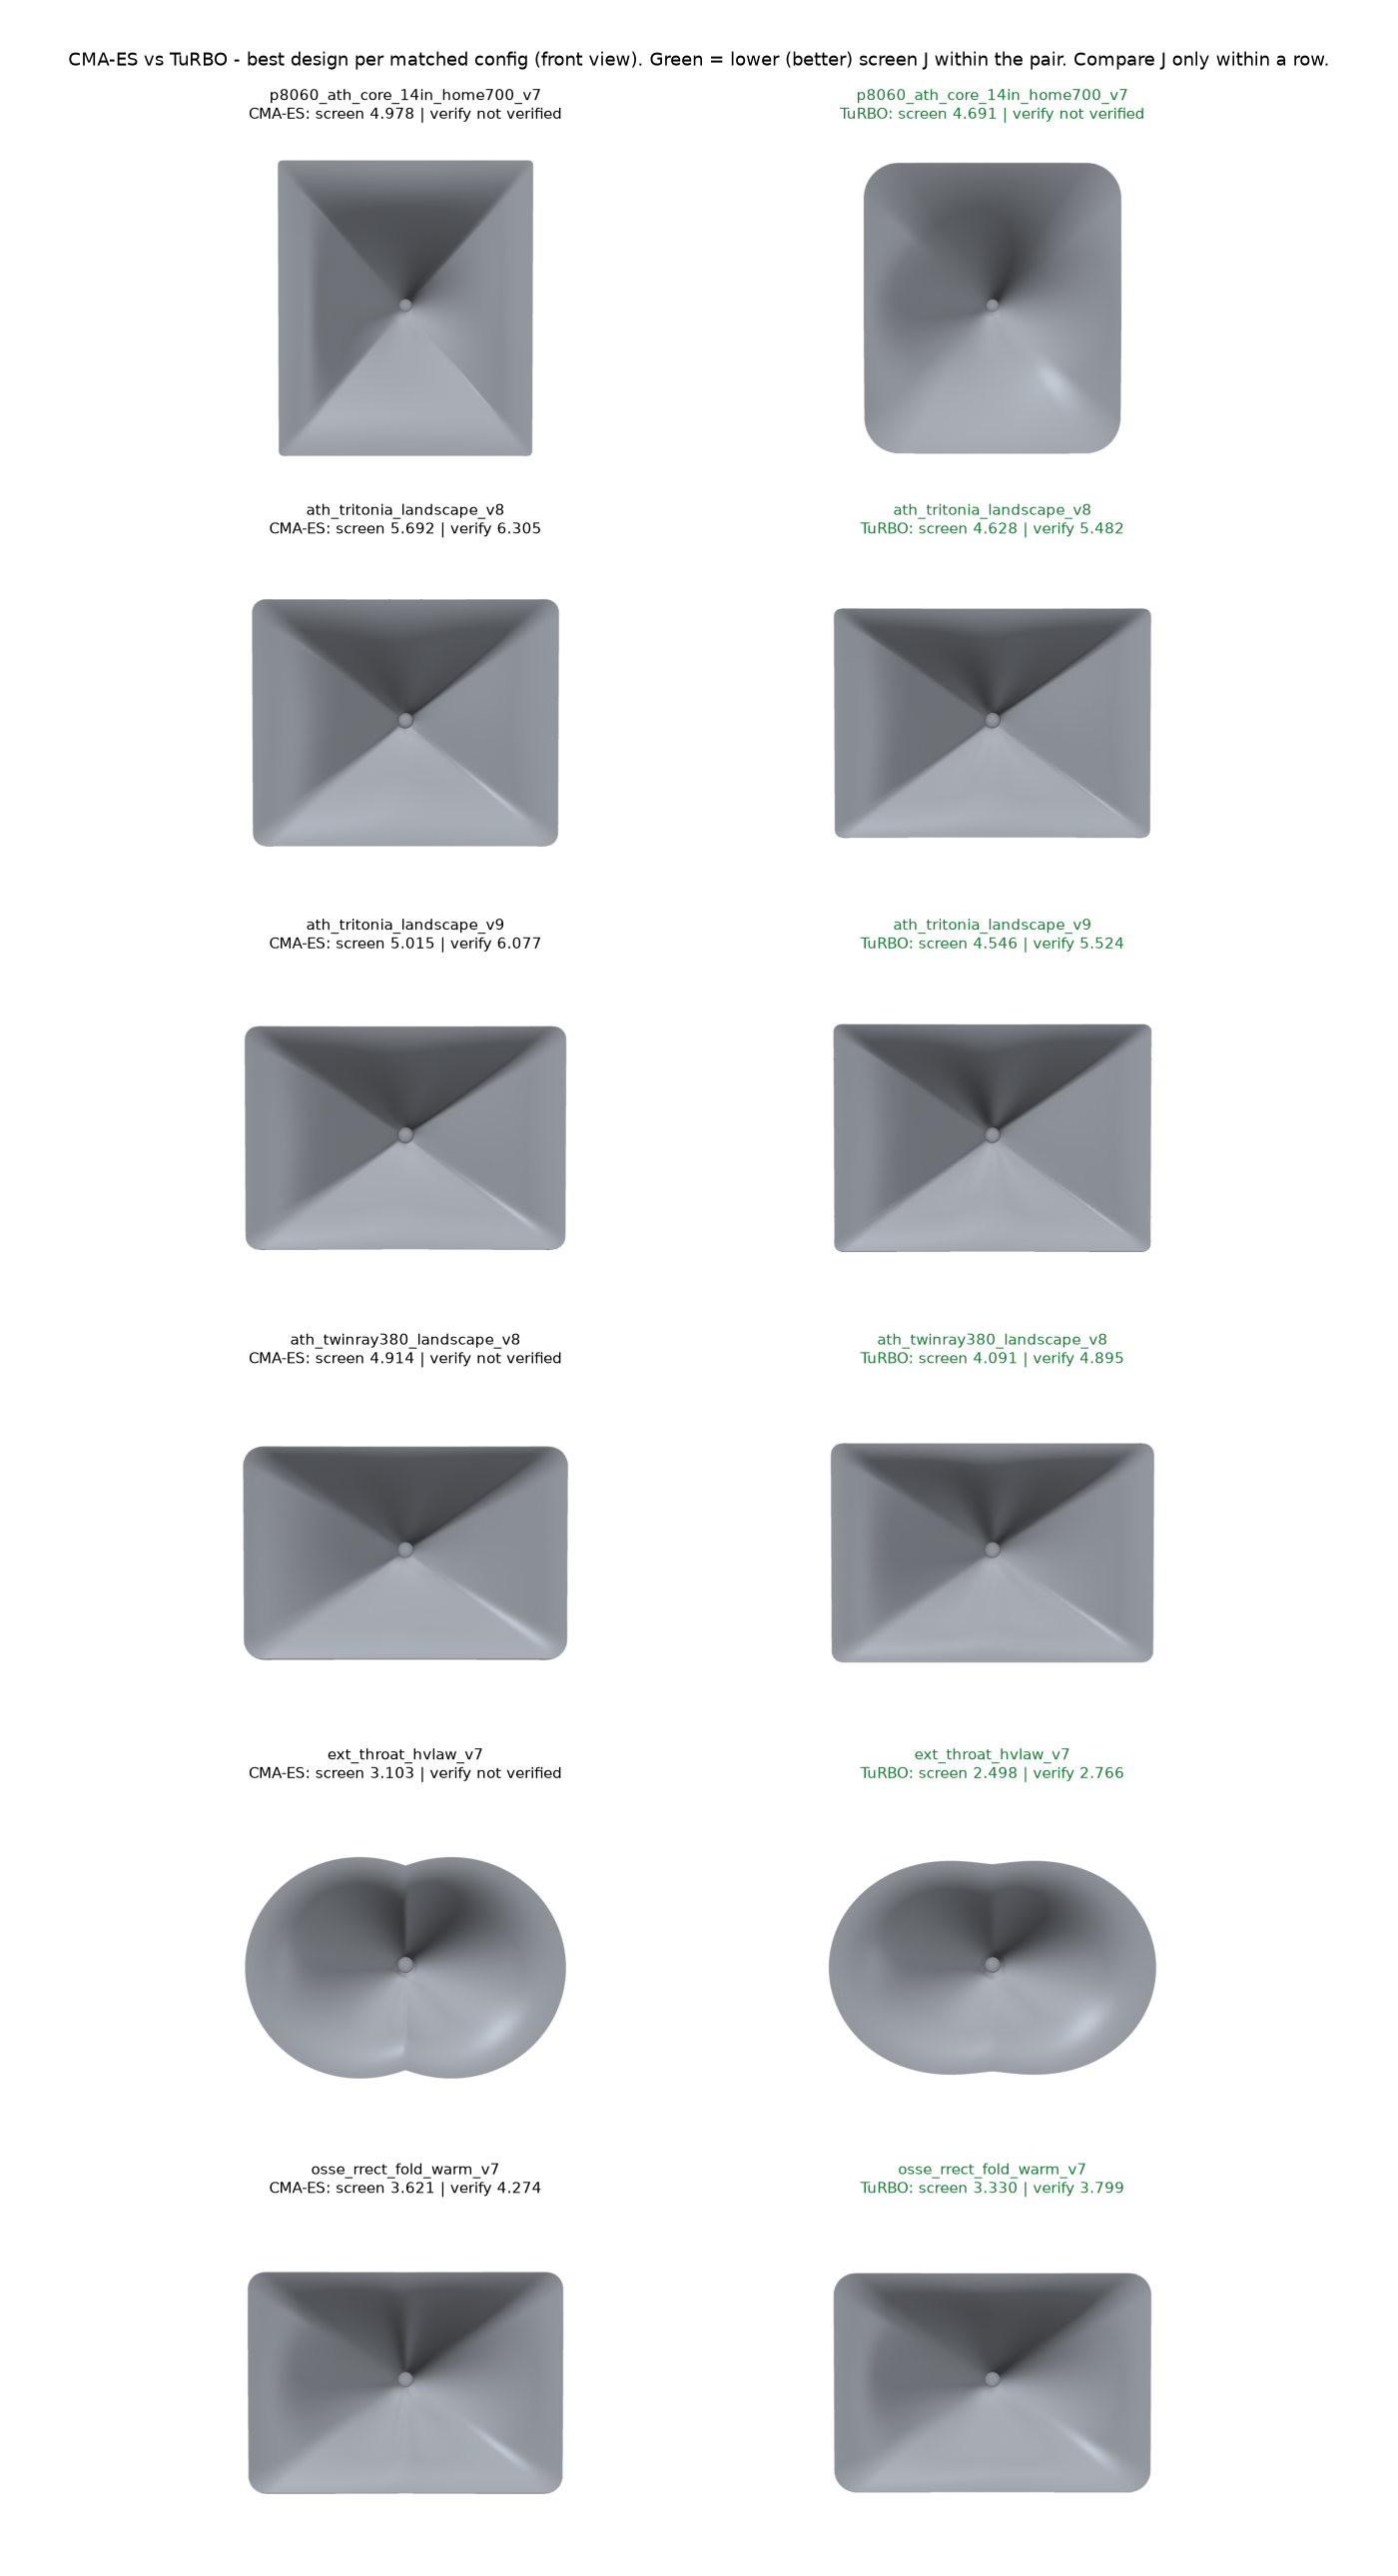 CMA-ES vs TuRBO - best design per matched config (front view). Green = lower (better) screen J within the pair. Compare J only within a row.
p8060_ath_core_14in_home700_v7
CMA-ES: screen 4.978 | verify not verified
p8060_ath_core_14in_home700_v7
TuRBO: screen 4.691 | verify not verified
ath_tritonia_landscape_v8
CMA-ES: screen 5.692 | verify 6.305
ath_tritonia_landscape_v8
TuRBO: screen 4.628 | verify 5.482
ath_tritonia_landscape_v9
CMA-ES: screen 5.015 | verify 6.077
ath_tritonia_landscape_v9
TuRBO: screen 4.546 | verify 5.524
ath_twinray380_landscape_v8
CMA-ES: screen 4.914 | verify not verified
ath_twinray380_landscape_v8
TuRBO: screen 4.091 | verify 4.895
ext_throat_hvlaw_v7
CMA-ES: screen 3.103 | verify not verified
ext_throat_hvlaw_v7
TuRBO: screen 2.498 | verify 2.766
osse_rrect_fold_warm_v7
CMA-ES: screen 3.621 | verify 4.274
osse_rrect_fold_warm_v7
TuRBO: screen 3.330 | verify 3.799